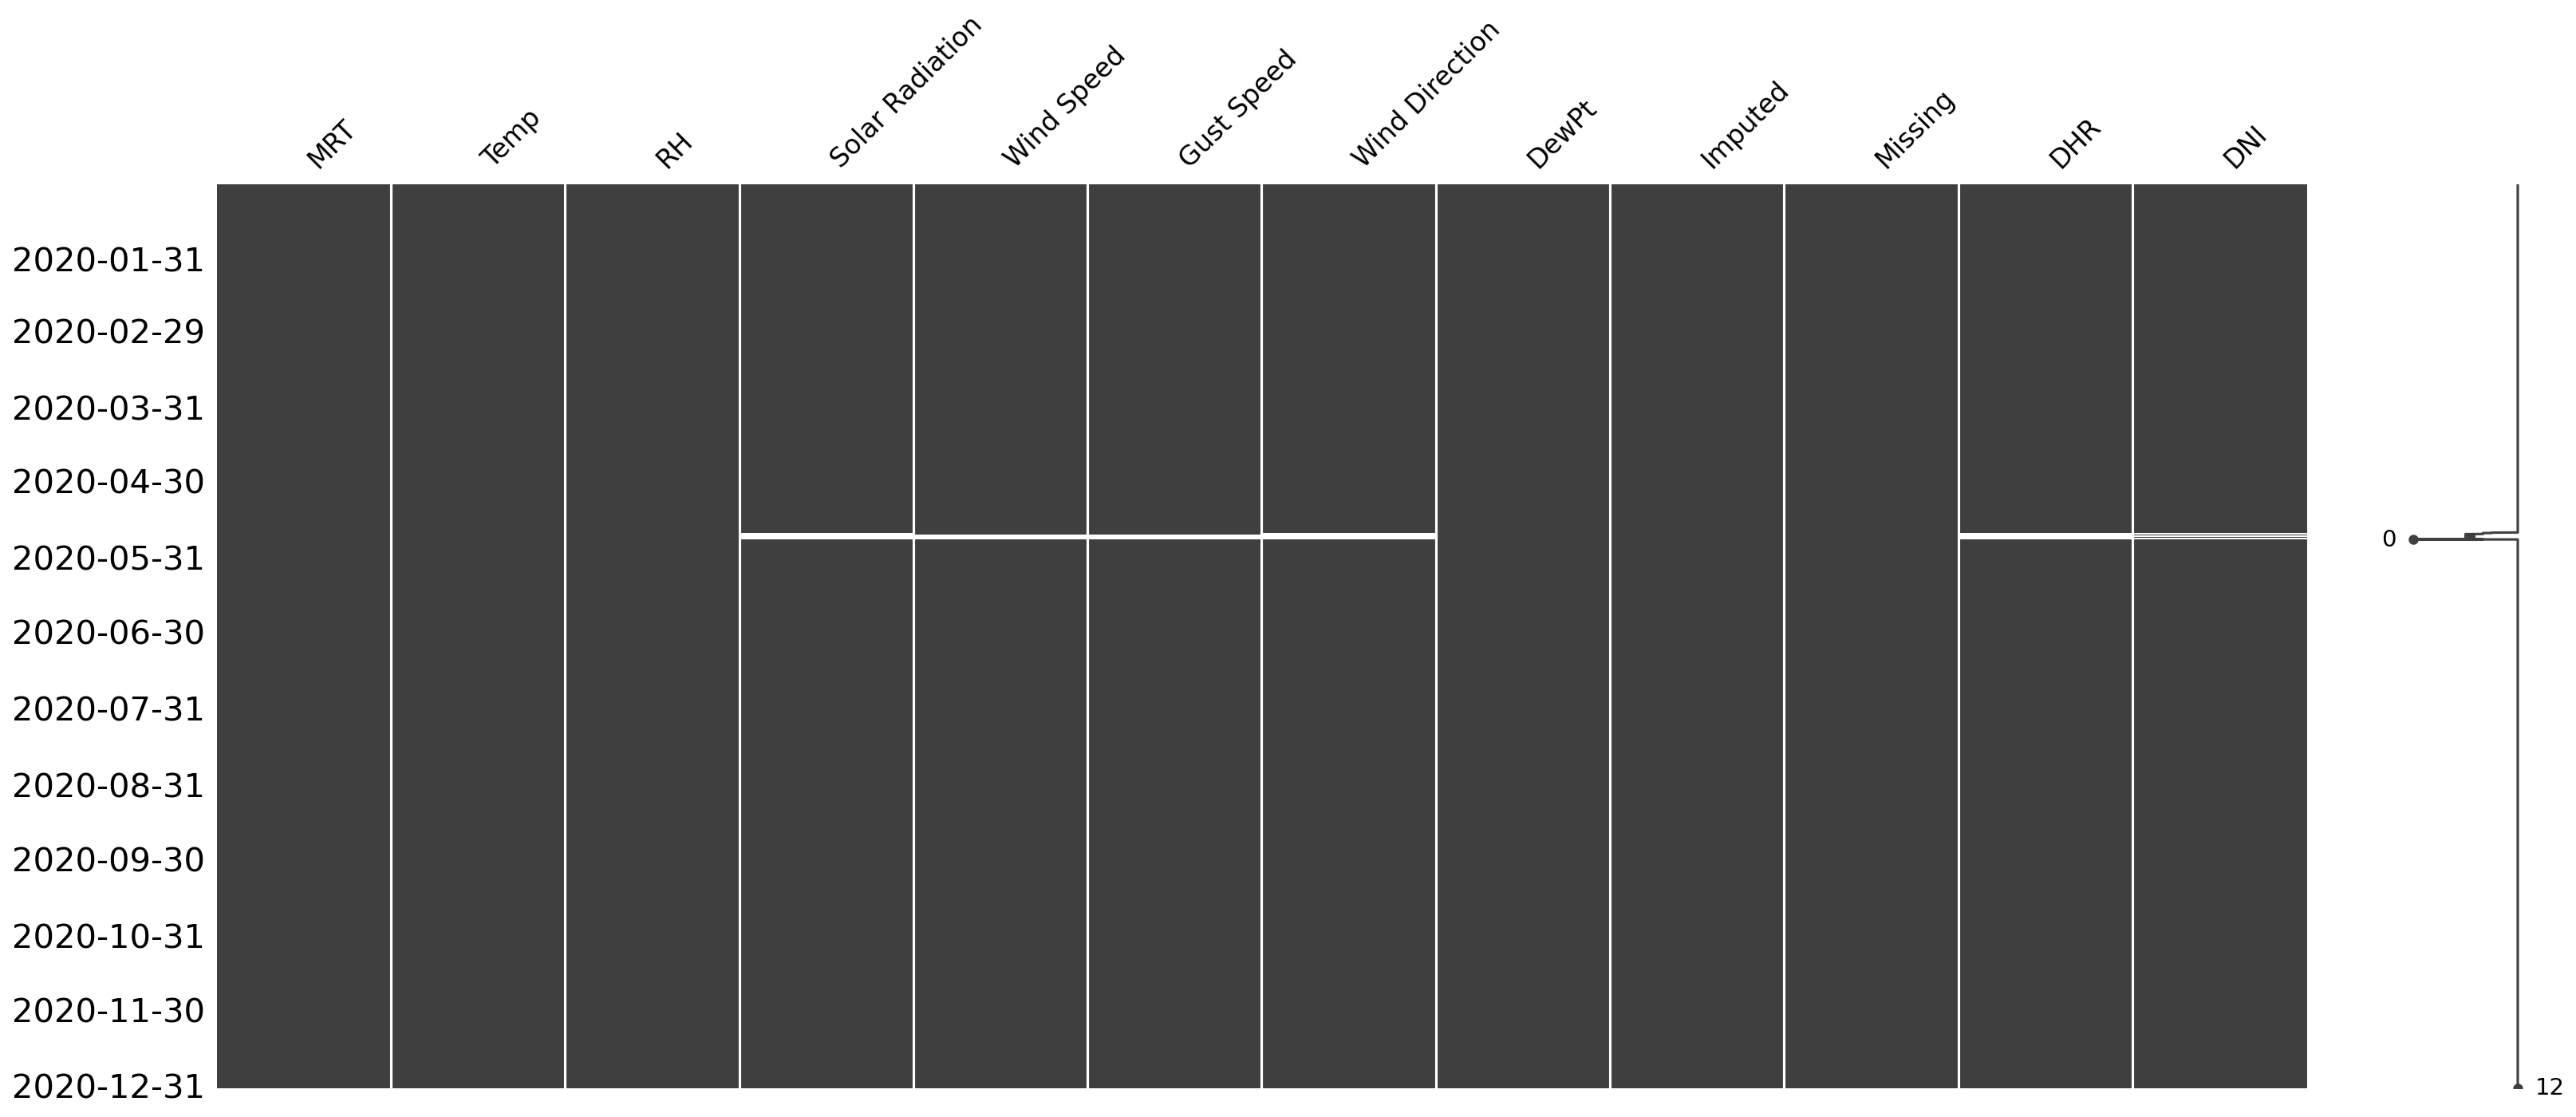 MRT
Temp
RH
Solar Radiation
Wind Speed
Gust Speed
Wind Direction
DewPt
Imputed
Missing
DHR
DNI
2020-01-31
2020-02-29
2020-03-31
2020-04-30
0
2020-05-31
2020-06-30
2020-07-31
2020-08-31
2020-09-30
2020-10-31
2020-11-30
2020-12-31
12